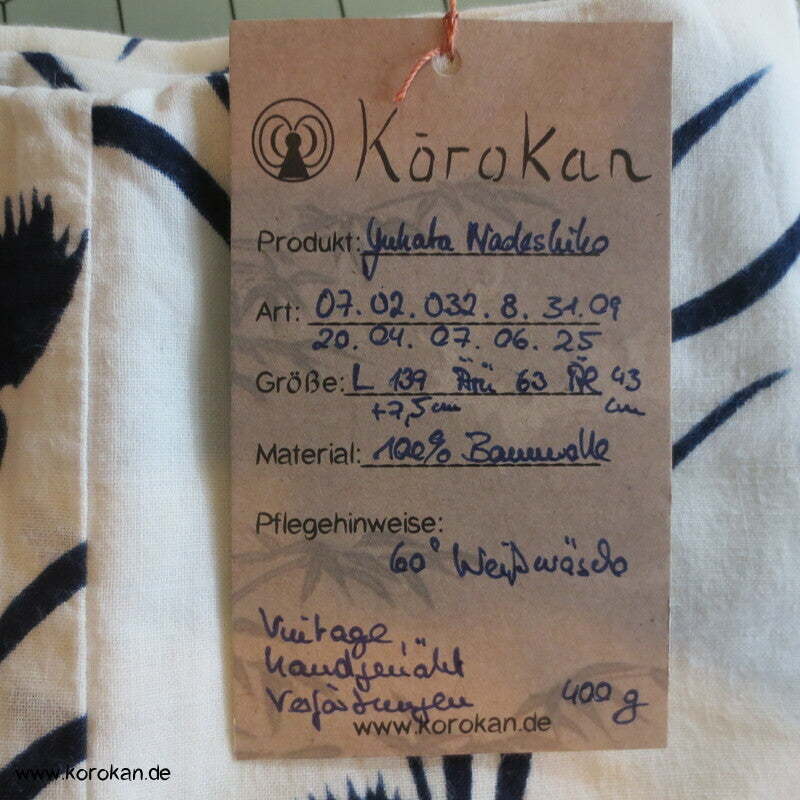 Kōrokan
Produkt: Yukata Nadeshiko
Art: 07.02.032.8.31.09
20.04.07.06.25
Größe: L 139 Ärü 63 ÄR 43
+7,5 cm cm
Material: 100% Baumwolle
Pflegehinweise:
60° Weißwäsche
Vintage,
handgenäht
Verfärbungen 400 g
www.korokan.de
www.korokan.de